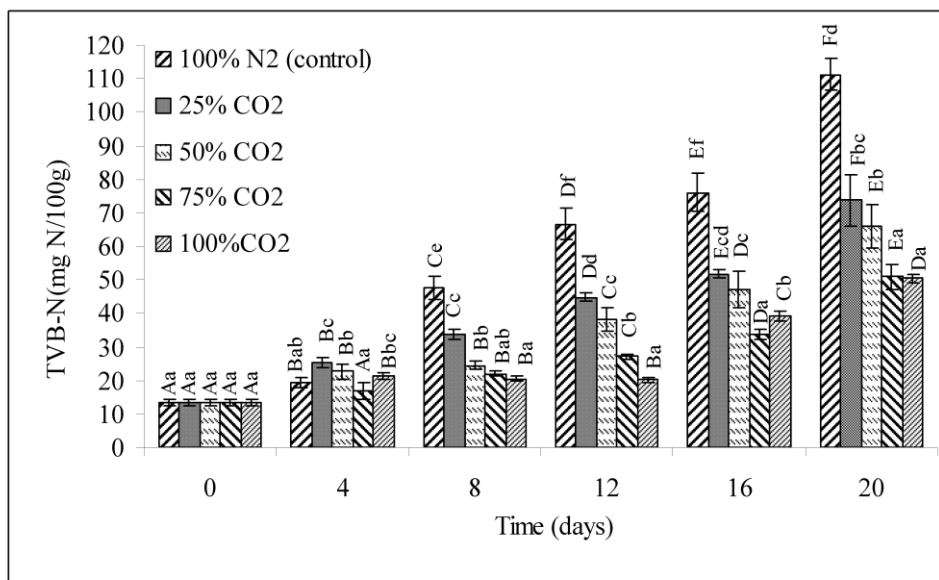 TVB-N(mg N/100g)
120
110
100
90
80
70
60
50
40
30
20
10
0
100% N2 (control)
25% CO2
50% CO2
75% CO2
100%CO2
Aa Aa Aa Aa Aa
Bab Bc Bb Aa Bbc
Ce Cc Bb Bab Ba
Df Dd Cc Cb Ba
Ef Ecd Dc Da Cb
Fd Fbc Eb Ea Da
0 4 8 12 16 20
Time (days)